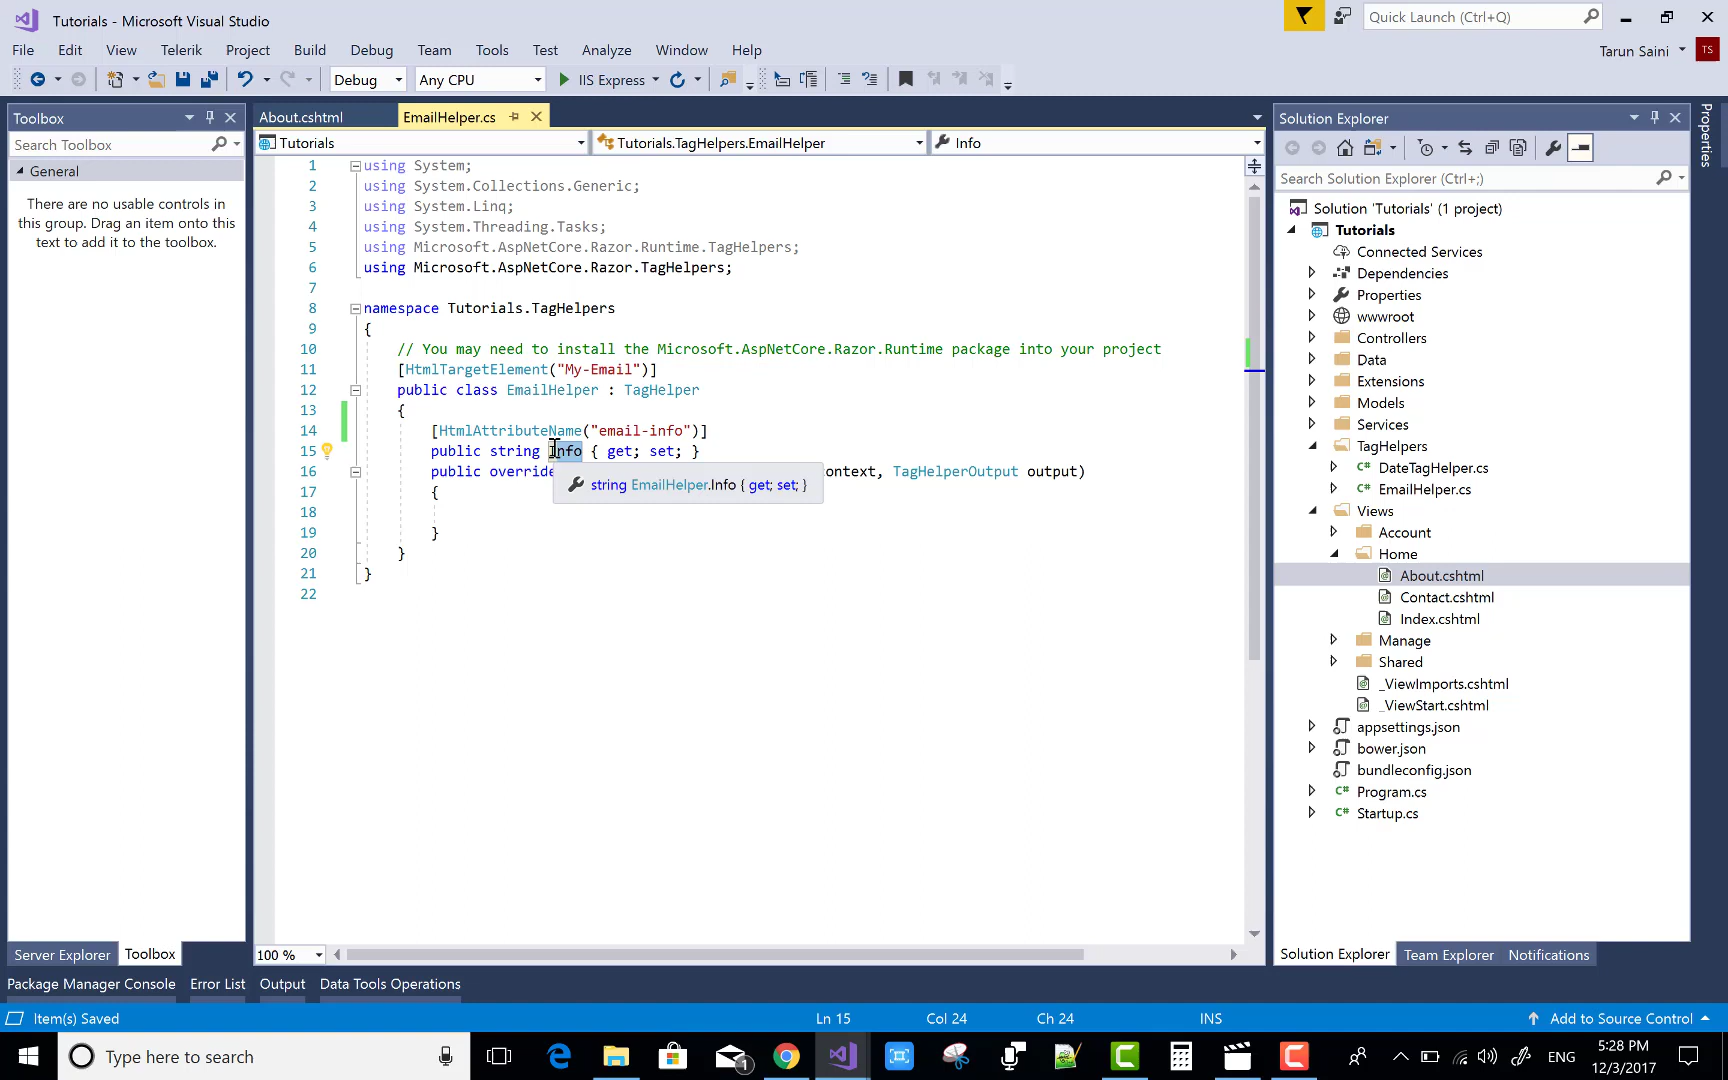 Tutorials - Microsoft Visual Studio
Quick Launch (Ctrl+Q)
File Edit View Telerik Project Build Debug Team Tools Test Analyze Window Help
Tarun Saini TS
Debug Any CPU IIS Express
Toolbox
Search Toolbox
General
There are no usable controls in
this group. Drag an item onto this
text to add it to the toolbox.
About.cshtml EmailHelper.cs
Tutorials Tutorials.TagHelpers.EmailHelper Info
1 using System;
2 using System.Collections.Generic;
3 using System.Linq;
4 using System.Threading.Tasks;
5 using Microsoft.AspNetCore.Razor.Runtime.TagHelpers;
6 using Microsoft.AspNetCore.Razor.TagHelpers;
7
8 namespace Tutorials.TagHelpers
9 {
10 // You may need to install the Microsoft.AspNetCore.Razor.Runtime package into your project
11 [HtmlTargetElement("My-Email")]
12 public class EmailHelper : TagHelper
13 {
14 [HtmlAttributeName("email-info")]
15 public string Info { get; set; }
16 public override context, TagHelperOutput output)
string EmailHelper.Info { get; set; }
17 {
18
19 }
20 }
21 }
22
100 %
Solution Explorer
Search Solution Explorer (Ctrl+;)
Solution 'Tutorials' (1 project)
Tutorials
Connected Services
Dependencies
Properties
wwwroot
Controllers
Data
Extensions
Models
Services
TagHelpers
C# DateTagHelper.cs
C# EmailHelper.cs
Views
Account
Home
About.cshtml
Contact.cshtml
Index.cshtml
Manage
Shared
_ViewImports.cshtml
_ViewStart.cshtml
appsettings.json
bower.json
bundleconfig.json
C# Program.cs
C# Startup.cs
Properties
Server Explorer Toolbox
Solution Explorer Team Explorer Notifications
Package Manager Console Error List Output Data Tools Operations
Item(s) Saved Ln 15 Col 24 Ch 24 INS Add to Source Control
Type here to search
1
ENG
5:28 PM
12/3/2017